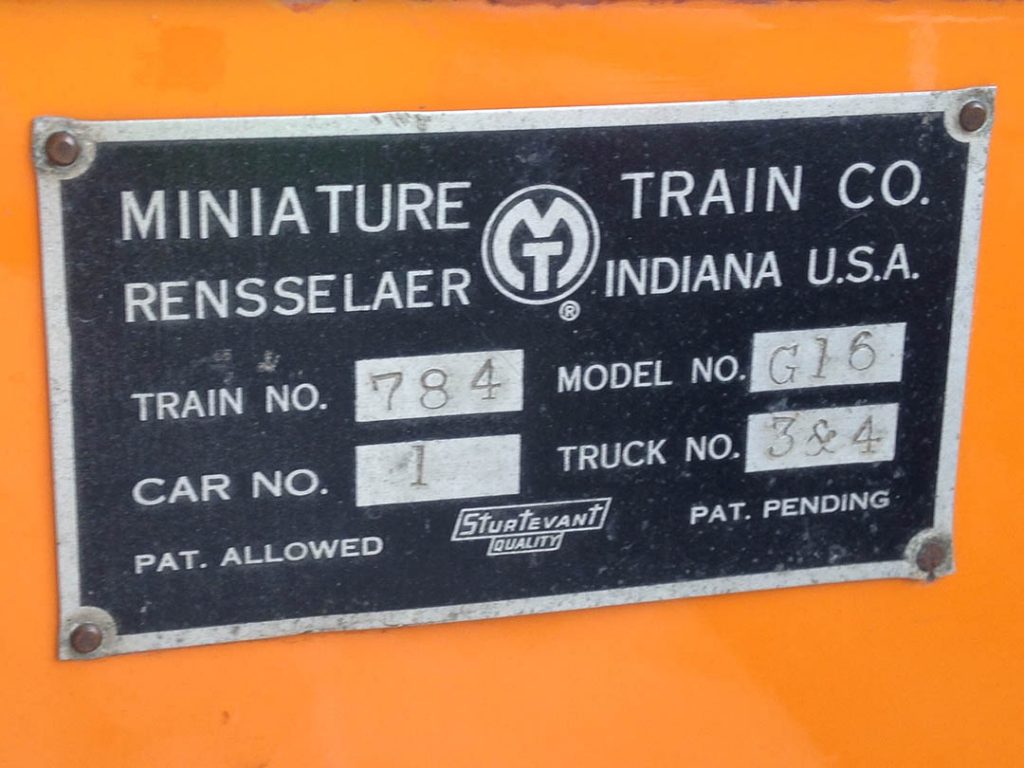 MINIATURE MT TRAIN CO.
RENSSELAER ® INDIANA U.S.A.
TRAIN NO. 784 MODEL NO. G16
CAR NO. 1 TRUCK NO. 3&4
PAT. ALLOWED STURTEVANT PAT. PENDING
QUALITY